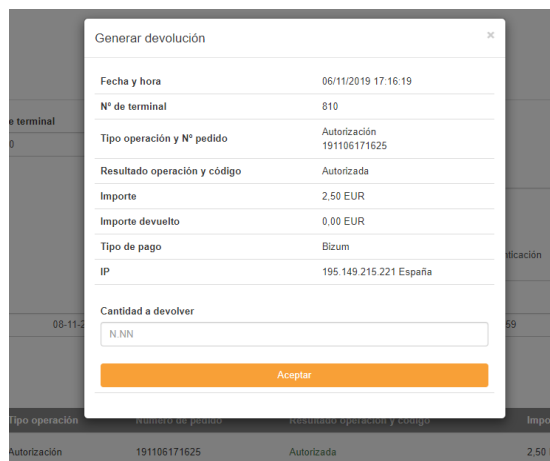 Generar devolución ×
Fecha y hora 06/11/2019 17:16:19
Nº de terminal 810
e terminal
0
Tipo operación y Nº pedido Autorización
191106171625
Resultado operación y código Autorizada
Importe 2,50 EUR
Importe devuelto 0,00 EUR
Tipo de pago Bizum
nticación
IP 195.149.215.221 España
Cantidad a devolver
08-11-2
N.NN
59
Aceptar
Tipo operación Número de pedido Resultado operación y código Impo
Autorización 191106171625 Autorizada 2,50